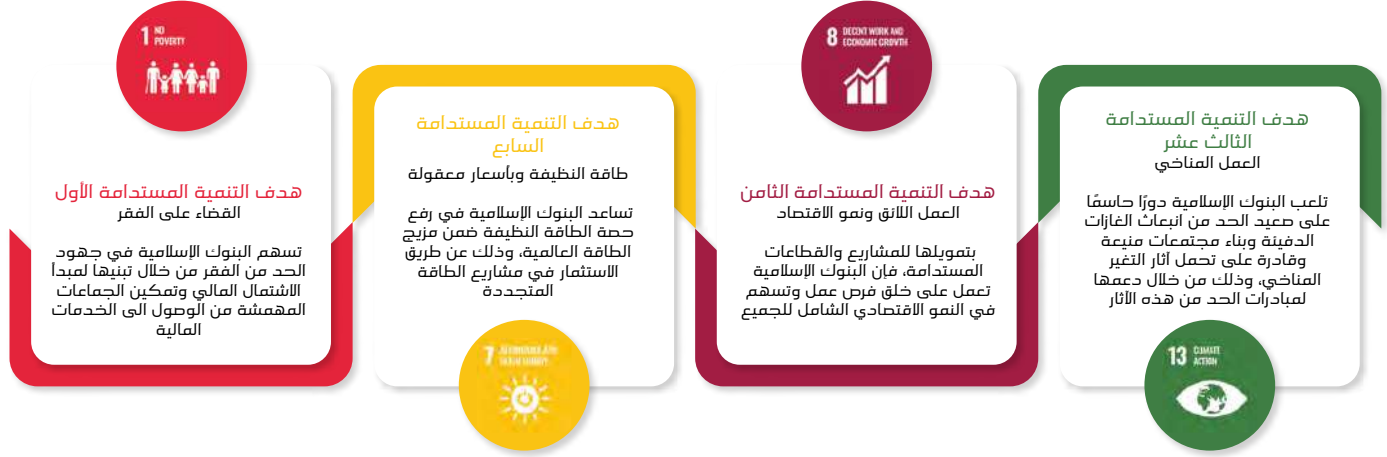 1 NO
POVERTY
هدف التنمية المستدامة الأول
القضاء على الفقر
تسهم البنوك الإسلامية في جهود
الحد من الفقر من خلال تبنيها لمبدأ
الاشتمال المالي وتمكين الجماعات
المهمشة من الوصول الى الخدمات
المالية
هدف التنمية المستدامة
السابع
طاقة النظيفة وبأسعار معقولة
تساعد البنوك الإسلامية في رفع
حصة الطاقة النظيفة ضمن مزيج
الطاقة العالمية، وذلك عن طريق
الاستثمار في مشاريع الطاقة
المتجددة
7 AFFORDABLE AND
CLEAN ENERGY
8 DECENT WORK AND
ECONOMIC GROWTH
هدف التنمية المستدامة الثامن
العمل اللائق ونمو الاقتصاد
بتمويلها للمشاريع والقطاعات
المستدامة، فإن البنوك الإسلامية
تعمل على خلق فرص عمل وتسهم
في النمو الاقتصادي الشامل للجميع
هدف التنمية المستدامة
الثالث عشر
العمل المناخي
تلعب البنوك الإسلامية دورًا حاسمًا
على صعيد الحد من انبعاث الغازات
الدفينة وبناء مجتمعات منيعة
وقادرة على تحمل آثار التغير
المناخي، وذلك من خلال دعمها
لمبادرات الحد من هذه الآثار
13 CLIMATE
ACTION